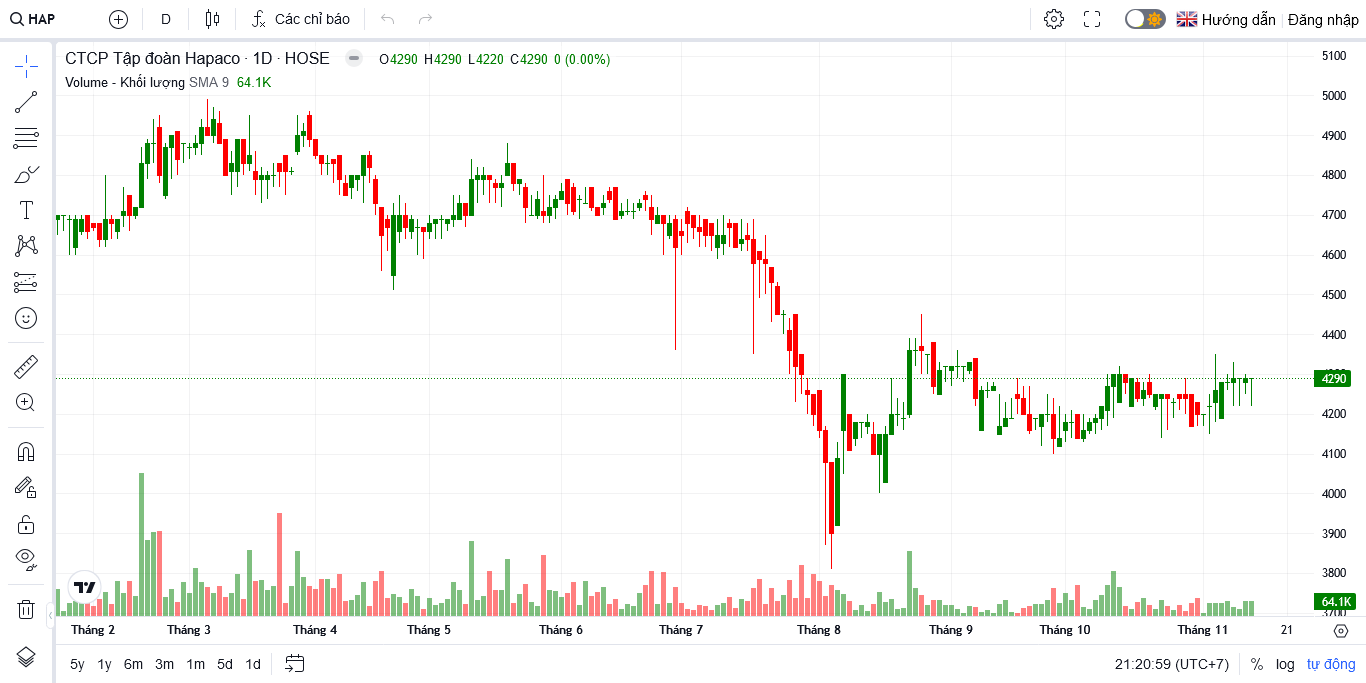 HAP D Các chỉ báo Hướng dẫn Đăng nhập
CTCP Tập đoàn Hapaco · 1D · HOSE O4290 H4290 L4220 C4290 0 (0.00%)
Volume - Khối lượng SMA 9 64.1K
5100
5000
4900
4800
4700
4600
4500
4400
4290
4200
4100
4000
3900
3800
64.1K
3700
Tháng 2 Tháng 3 Tháng 4 Tháng 5 Tháng 6 Tháng 7 Tháng 8 Tháng 9 Tháng 10 Tháng 11 21
5y 1y 6m 3m 1m 5d 1d 21:20:59 (UTC+7) % log tự động